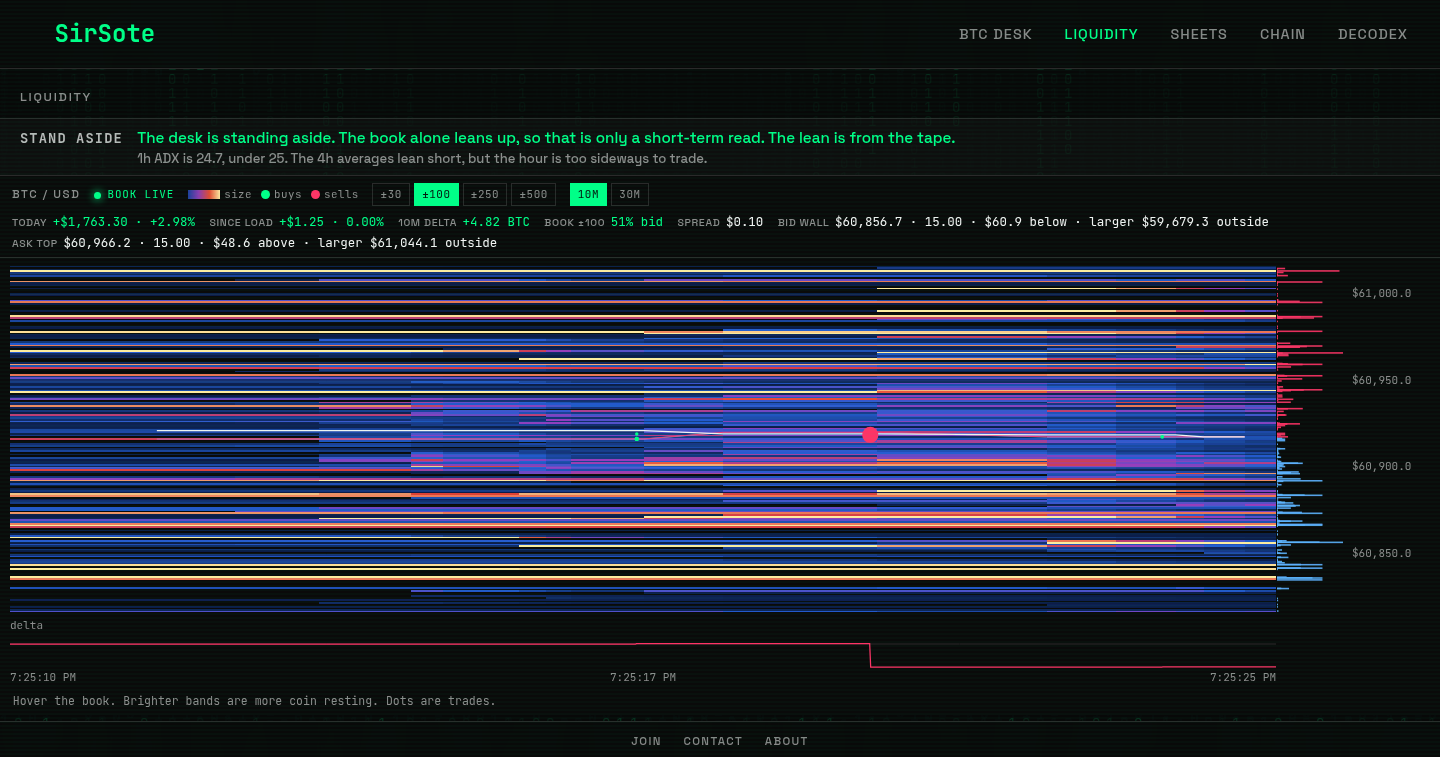 SirSote
BTC DESK LIQUIDITY SHEETS CHAIN DECODEX
LIQUIDITY
STAND ASIDE The desk is standing aside. The book alone leans up, so that is only a short-term read. The lean is from the tape.
1h ADX is 24.7, under 25. The 4h averages lean short, but the hour is too sideways to trade.
BTC / USD BOOK LIVE size buys sells ±30 ±100 ±250 ±500 10M 30M
TODAY +$1,763.30 · +2.98% SINCE LOAD +$1.25 · 0.00% 10M DELTA +4.82 BTC BOOK ±100 51% bid SPREAD $0.10 BID WALL $60,856.7 · 15.00 · $60.9 below · larger $59,679.3 outside
ASK TOP $60,966.2 · 15.00 · $48.6 above · larger $61,044.1 outside
$61,000.0
$60,950.0
$60,900.0
$60,850.0
delta
7:25:10 PM 7:25:17 PM 7:25:25 PM
Hover the book. Brighter bands are more coin resting. Dots are trades.
JOIN CONTACT ABOUT